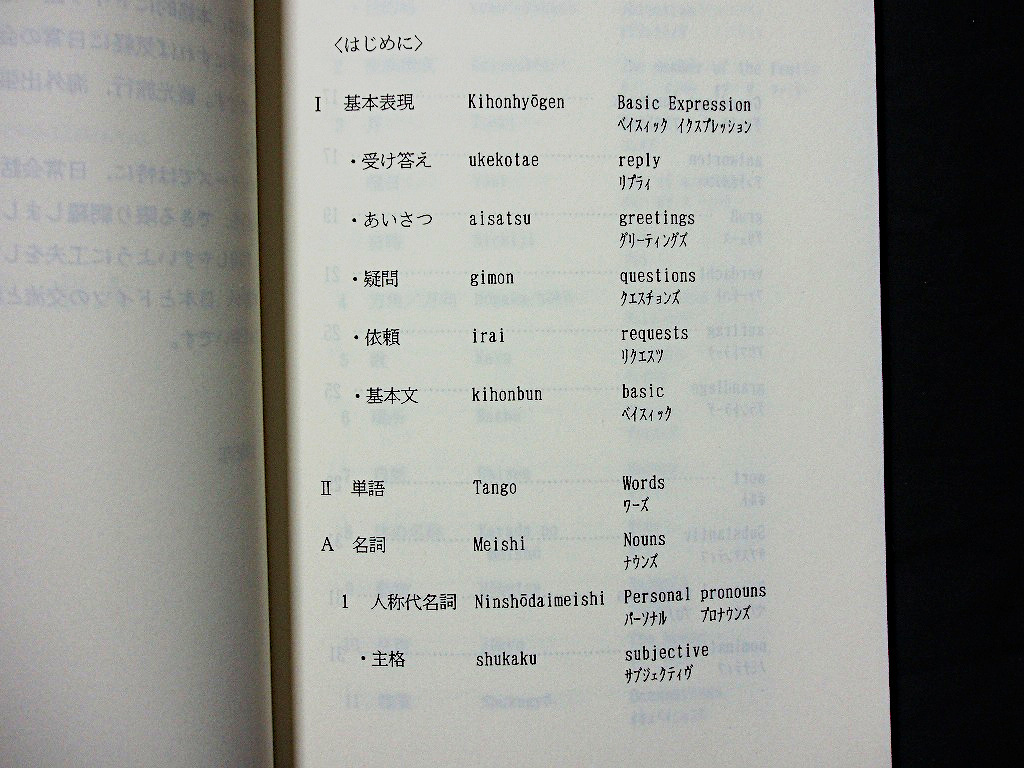 〈はじめに〉
Ⅰ 基本表現 Kihonhyōgen Basic Expression
ベイスィック イクスプレッション
・受け答え ukekotae reply
リプライ
・あいさつ aisatsu greetings
グリーティングズ
・疑問 gimon questions
クエスチョンズ
・依頼 irai requests
リクエスツ
・基本文 kihonbun basic
ベイスィック
Ⅱ 単語 Tango Words
ワーズ
A 名詞 Meishi Nouns
ナウンズ
1 人称代名詞 Ninshōdaimeishi Personal pronouns
パーソナル プロナウンズ
・主格 shukaku subjective
サブジェクティヴ